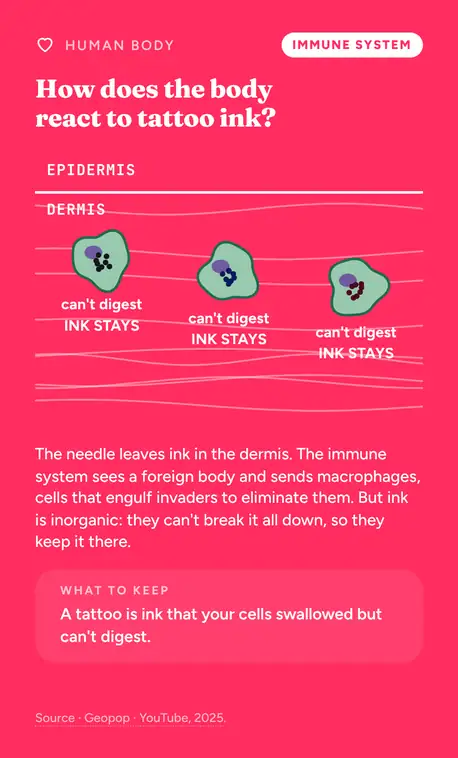 HUMAN BODY
IMMUNE SYSTEM
How does the body
react to tattoo ink?
EPIDERMIS
DERMIS
can't digest
INK STAYS
can't digest
INK STAYS
can't digest
INK STAYS
The needle leaves ink in the dermis. The immune
system sees a foreign body and sends macrophages,
cells that engulf invaders to eliminate them. But ink
is inorganic: they can't break it all down, so they
keep it there.
WHAT TO KEEP
A tattoo is ink that your cells swallowed but
can't digest.
Source · Geopop · YouTube, 2025.